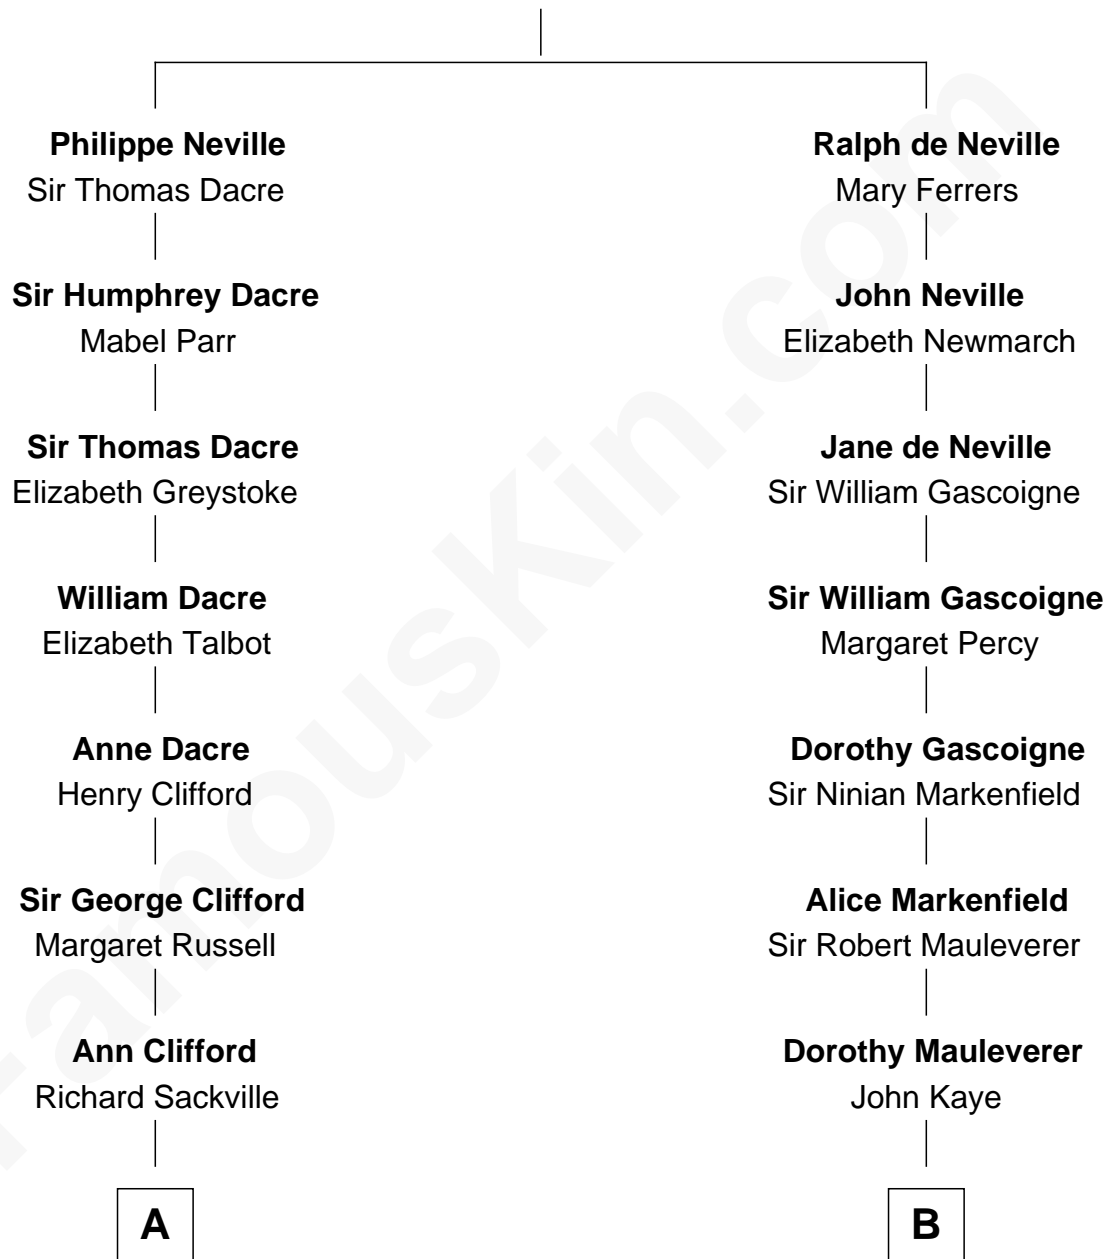 Philippe Neville
Sir Thomas Dacre
Sir Humphrey Dacre
Mabel Parr
Sir Thomas Dacre
Elizabeth Greystoke
William Dacre
Elizabeth Talbot
Anne Dacre
Henry Clifford
Sir George Clifford
Margaret Russell
Ann Clifford
Richard Sackville
A
Ralph de Neville
Mary Ferrers
John Neville
Elizabeth Newmarch
Jane de Neville
Sir William Gascoigne
Sir William Gascoigne
Margaret Percy
Dorothy Gascoigne
Sir Ninian Markenfield
Alice Markenfield
Sir Robert Mauleverer
Dorothy Mauleverer
John Kaye
B
FamousKin.com